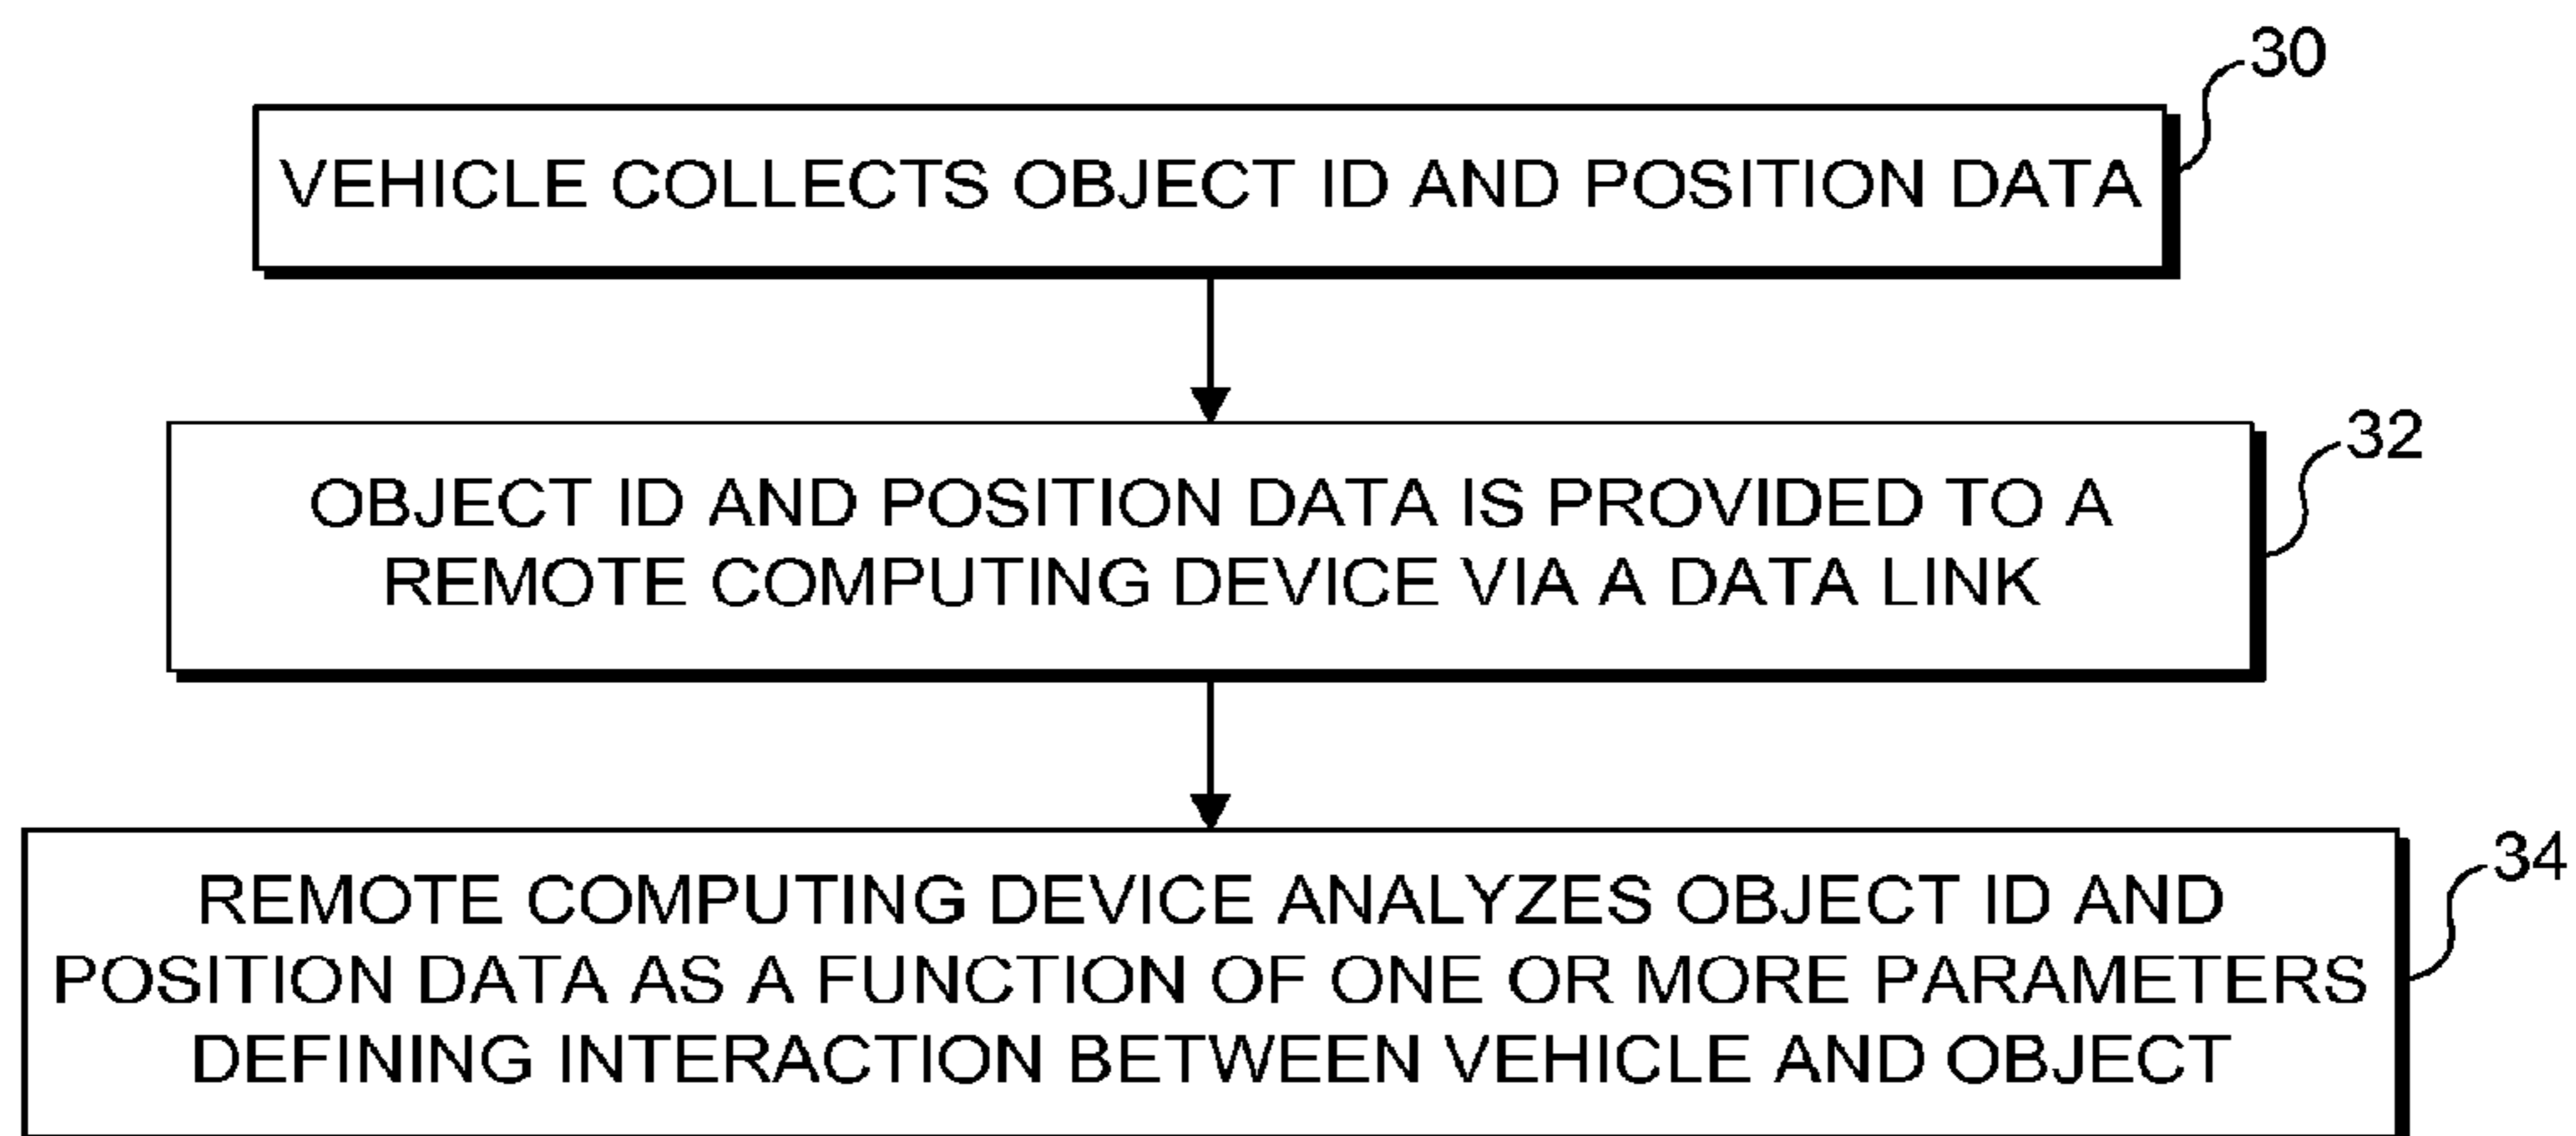 30
VEHICLE COLLECTS OBJECT ID AND POSITION DATA
32
OBJECT ID AND POSITION DATA IS PROVIDED TO A
REMOTE COMPUTING DEVICE VIA A DATA LINK
34
REMOTE COMPUTING DEVICE ANALYZES OBJECT ID AND
POSITION DATA AS A FUNCTION OF ONE OR MORE PARAMETERS
DEFINING INTERACTION BETWEEN VEHICLE AND OBJECT